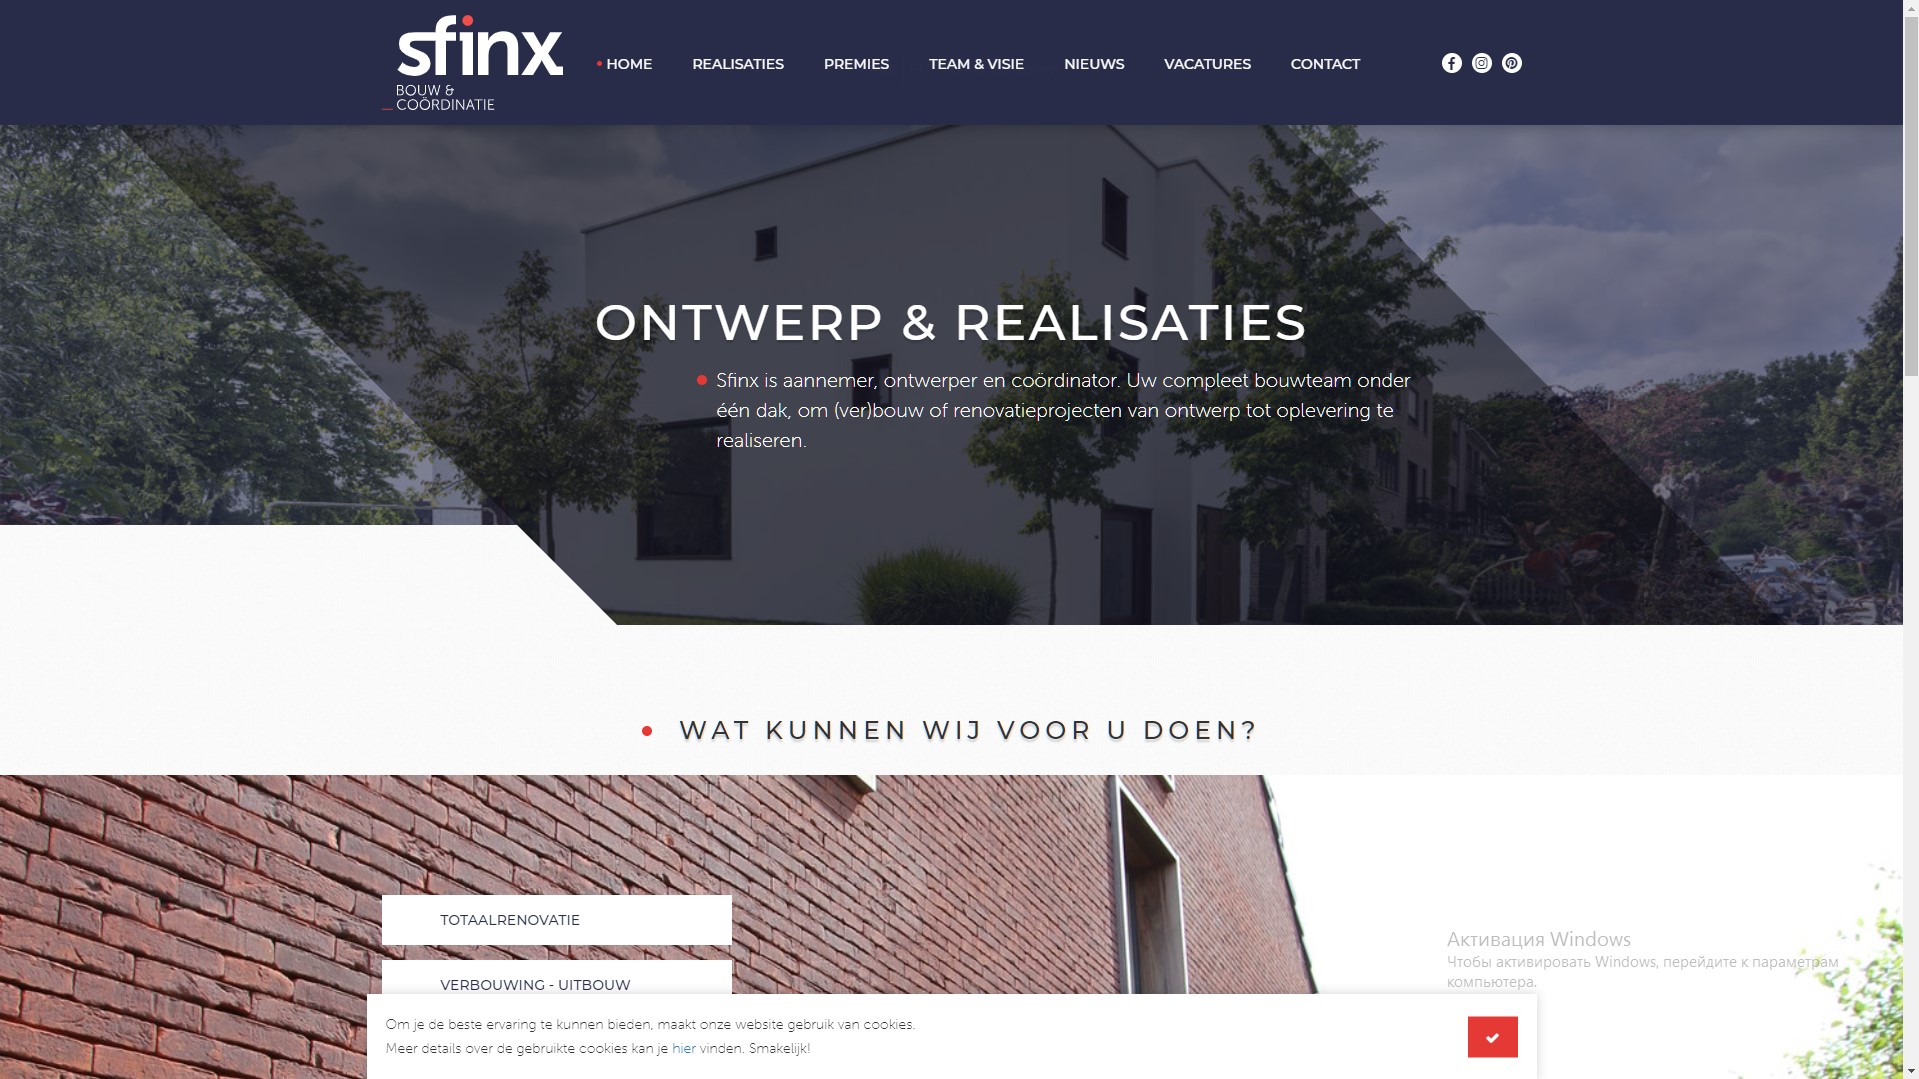 sfinx
BOUW &
COÖRDINATIE
HOME
REALISATIES
PREMIES
TEAM & VISIE
NIEUWS
VACATURES
CONTACT
ONTWERP & REALISATIES
Sfinx is aannemer, ontwerper en coördinator. Uw compleet bouwteam onder
één dak, om (ver)bouw of renovatieprojecten van ontwerp tot oplevering te
realiseren.
WAT KUNNEN WIJ VOOR U DOEN?
TOTAALRENOVATIE
VERBOUWING - UITBOUW
Активация Windows
Чтобы активировать Windows, перейдите к параметрам
компьютера.
Om je de beste ervaring te kunnen bieden, maakt onze website gebruik van cookies.
Meer details over de gebruikte cookies kan je hier vinden. Smakelijk!